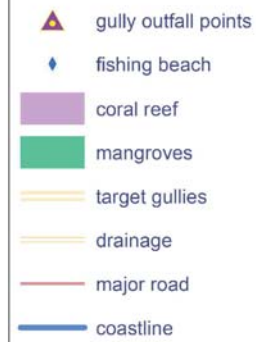 gully outfall points
fishing beach
coral reef
mangroves
target gullies
drainage
major road
coastline